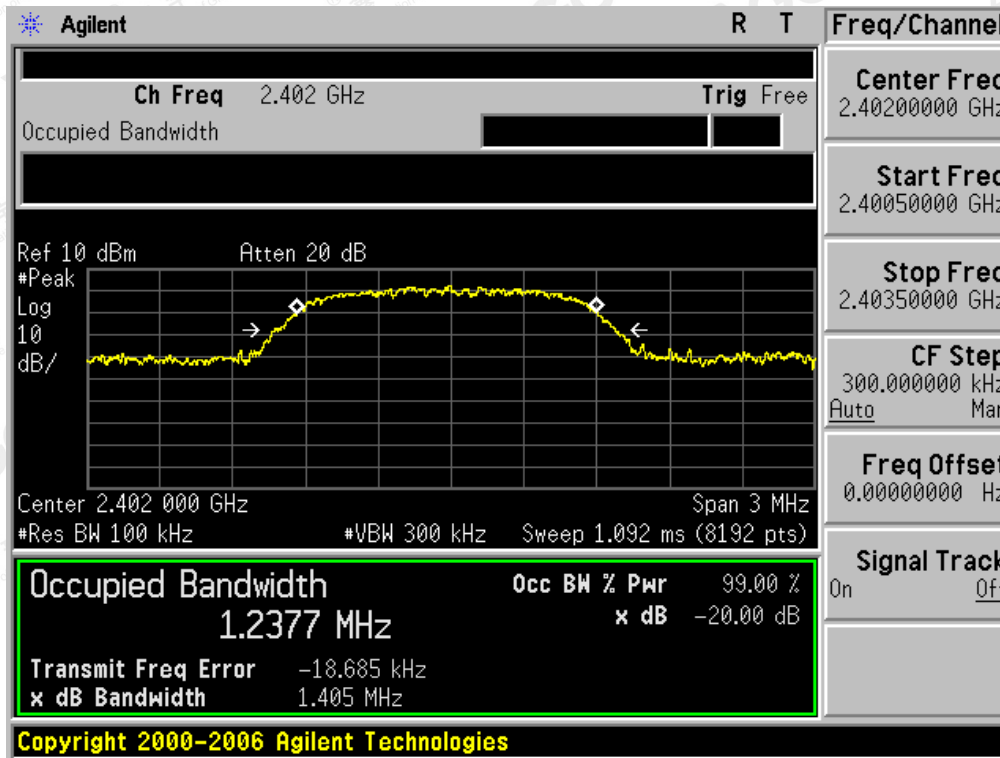 Agilent R T Freq/Channel
Ch Freq 2.402 GHz Trig Free
Occupied Bandwidth
Center Freq
2.40200000 GHz
Start Freq
2.40050000 GHz
Stop Freq
2.40350000 GHz
CF Step
300.000000 kHz
Auto Man
Freq Offset
0.00000000 Hz
Signal Track
On Off
Ref 10 dBm Atten 20 dB
#Peak
Log
10
dB/
Center 2.402 000 GHz Span 3 MHz
#Res BW 100 kHz #VBW 300 kHz Sweep 1.092 ms (8192 pts)
Occupied Bandwidth Occ BW % Pwr 99.00 %
1.2377 MHz x dB -20.00 dB
Transmit Freq Error -18.685 kHz
x dB Bandwidth 1.405 MHz
Copyright 2000-2006 Agilent Technologies